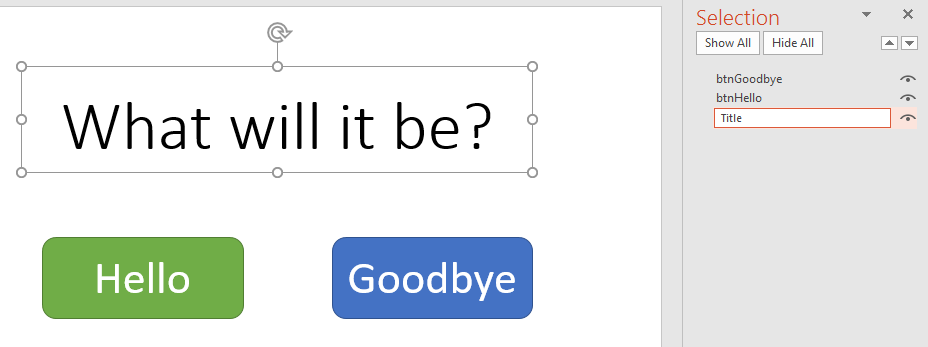 What will it be?
Hello
Goodbye
Selection
Show All
Hide All
btnGoodbye
btnHello
Title